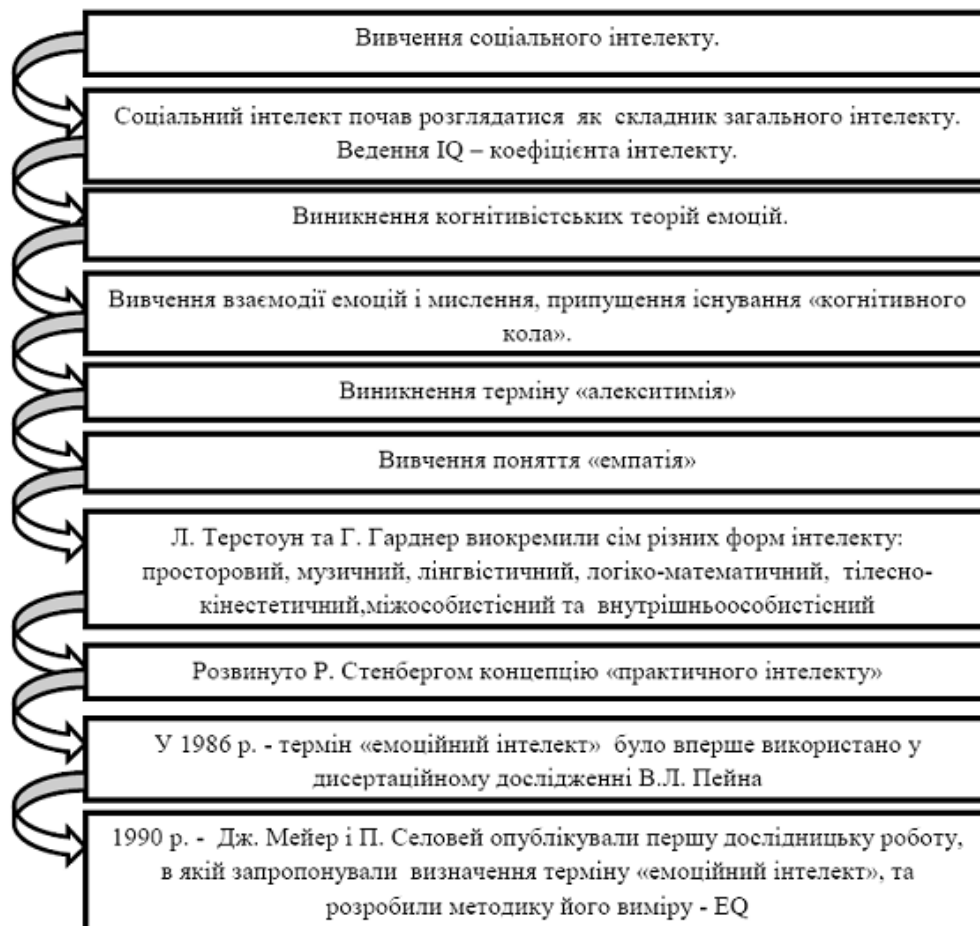 Вивчення соціального інтелекту.
Соціальний інтелект почав розглядатися як складник загального інтелекту.
Ведення IQ – коефіцієнта інтелекту.
Виникнення когнітивістських теорій емоцій.
Вивчення взаємодії емоцій і мислення, припущення існування «когнітивного
кола».
Виникнення терміну «алекситимія»
Вивчення поняття «емпатія»
Л. Терстоун та Г. Гарднер виокремили сім різних форм інтелекту:
просторовий, музичний, лінгвістичний, логіко-математичний, тілесно-
кінестетичний,міжособистісний та внутрішньоособистісний
Розвинуто Р. Стенбергом концепцію «практичного інтелекту»
У 1986 р. - термін «емоційний інтелект» було вперше використано у
дисертаційному дослідженні В.Л. Пейна
1990 р. - Дж. Мейер і П. Селовей опублікували першу дослідницьку роботу,
в якій запропонували визначення терміну «емоційний інтелект», та
розробили методику його виміру - EQ